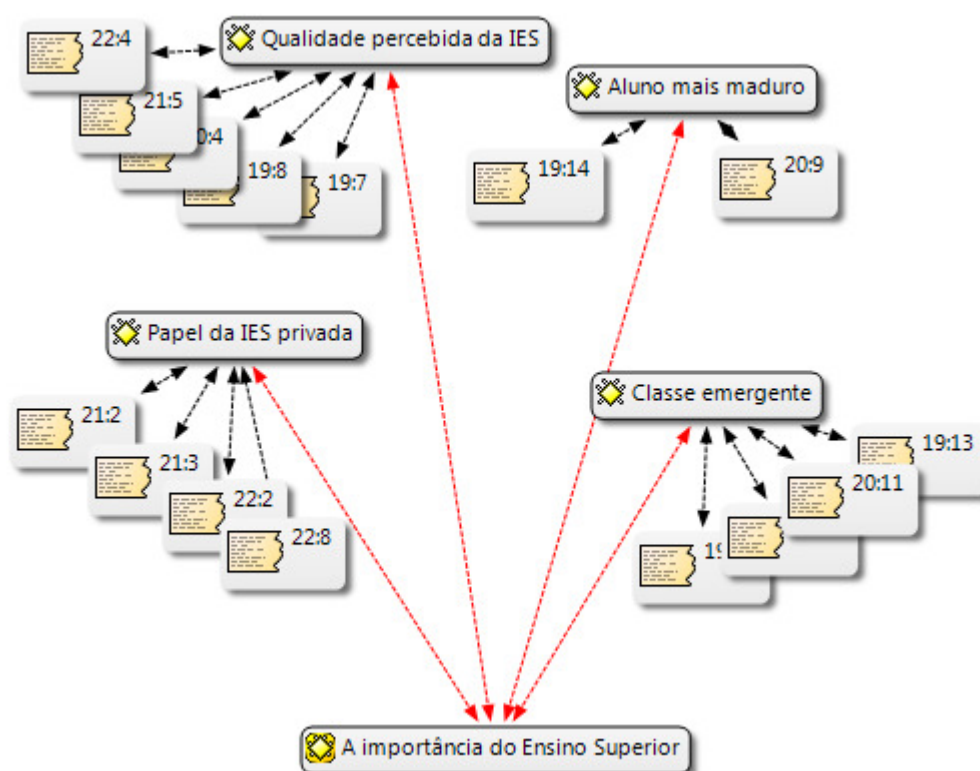 22:4
Qualidade percebida da IES
21:5
19:8
19:7
Aluno mais maduro
19:14
20:9
Papel da IES privada
21:2
21:3
22:2
22:8
Classe emergente
19:13
20:11
A importância do Ensino Superior